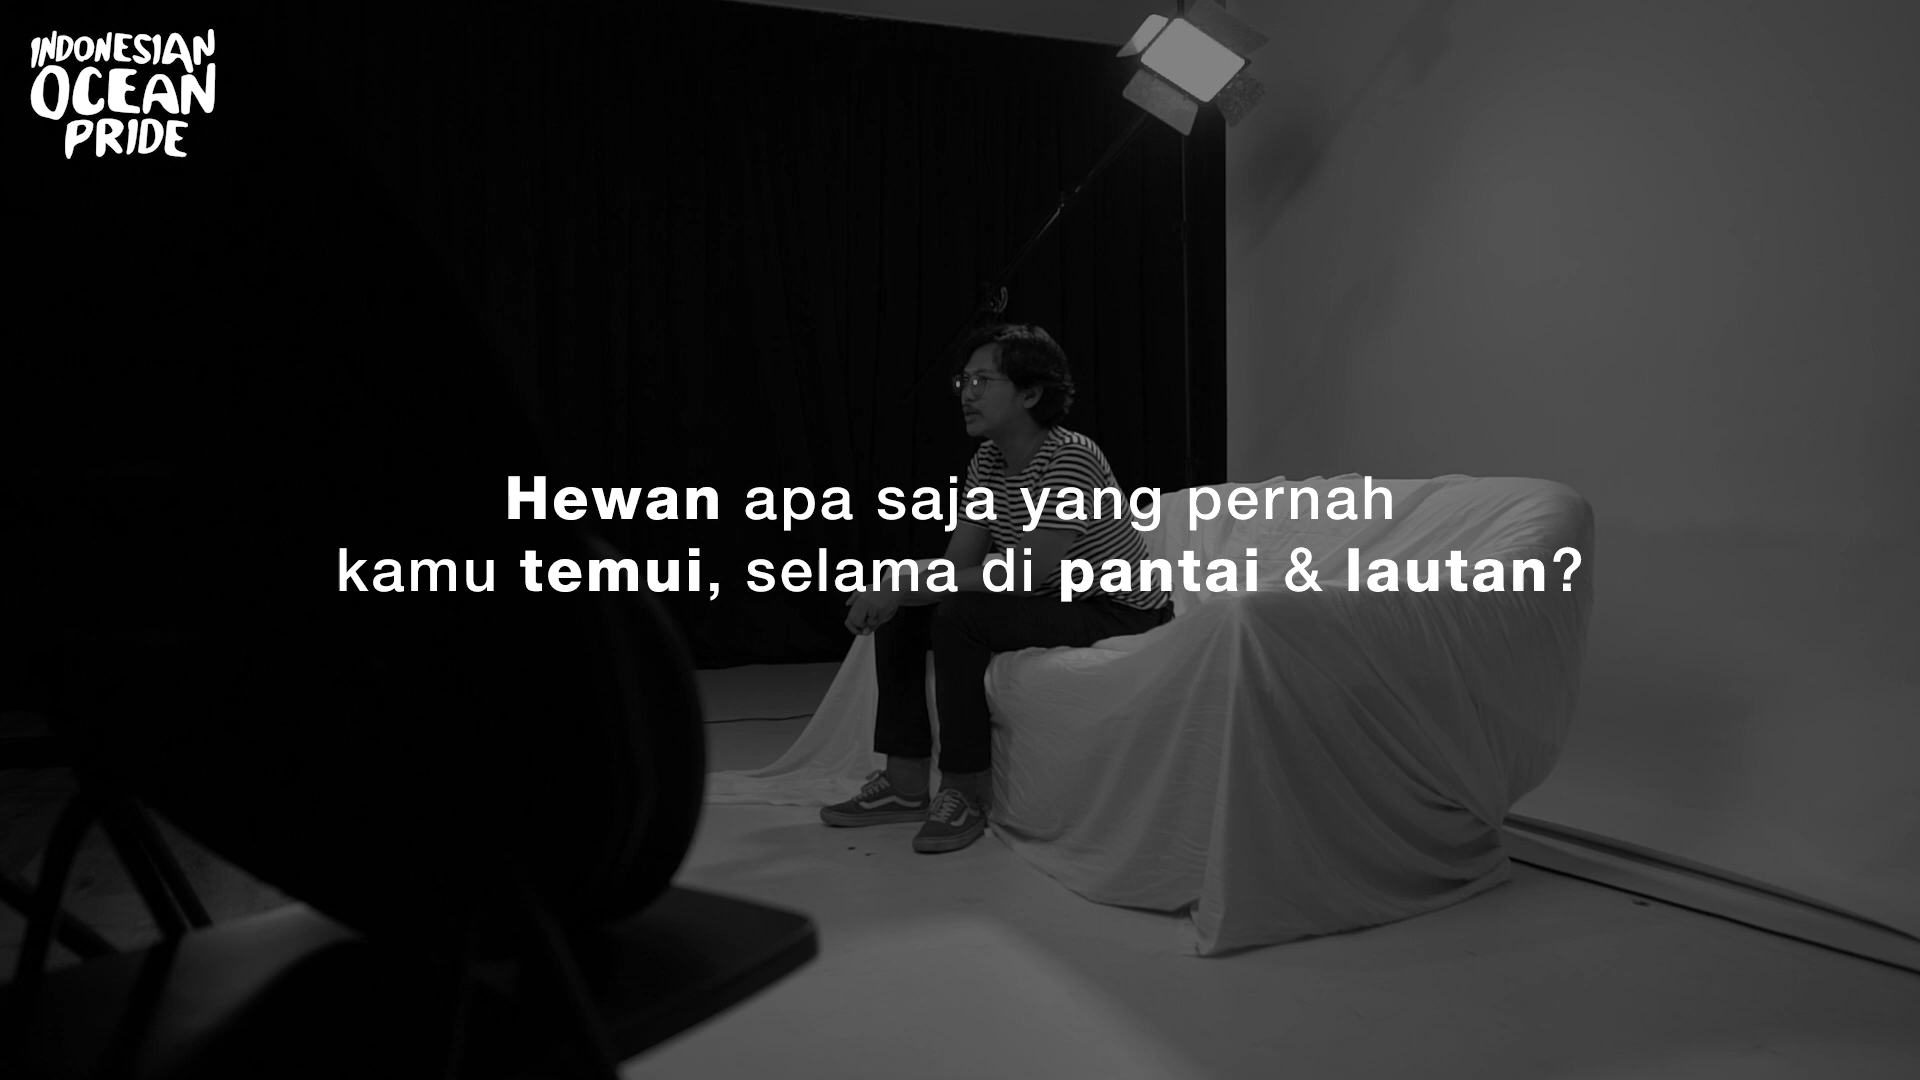 INDONESIAN
OCEAN
PRIDE
Hewan apa saja yang pernah
kamu temui, selama di pantai & lautan?